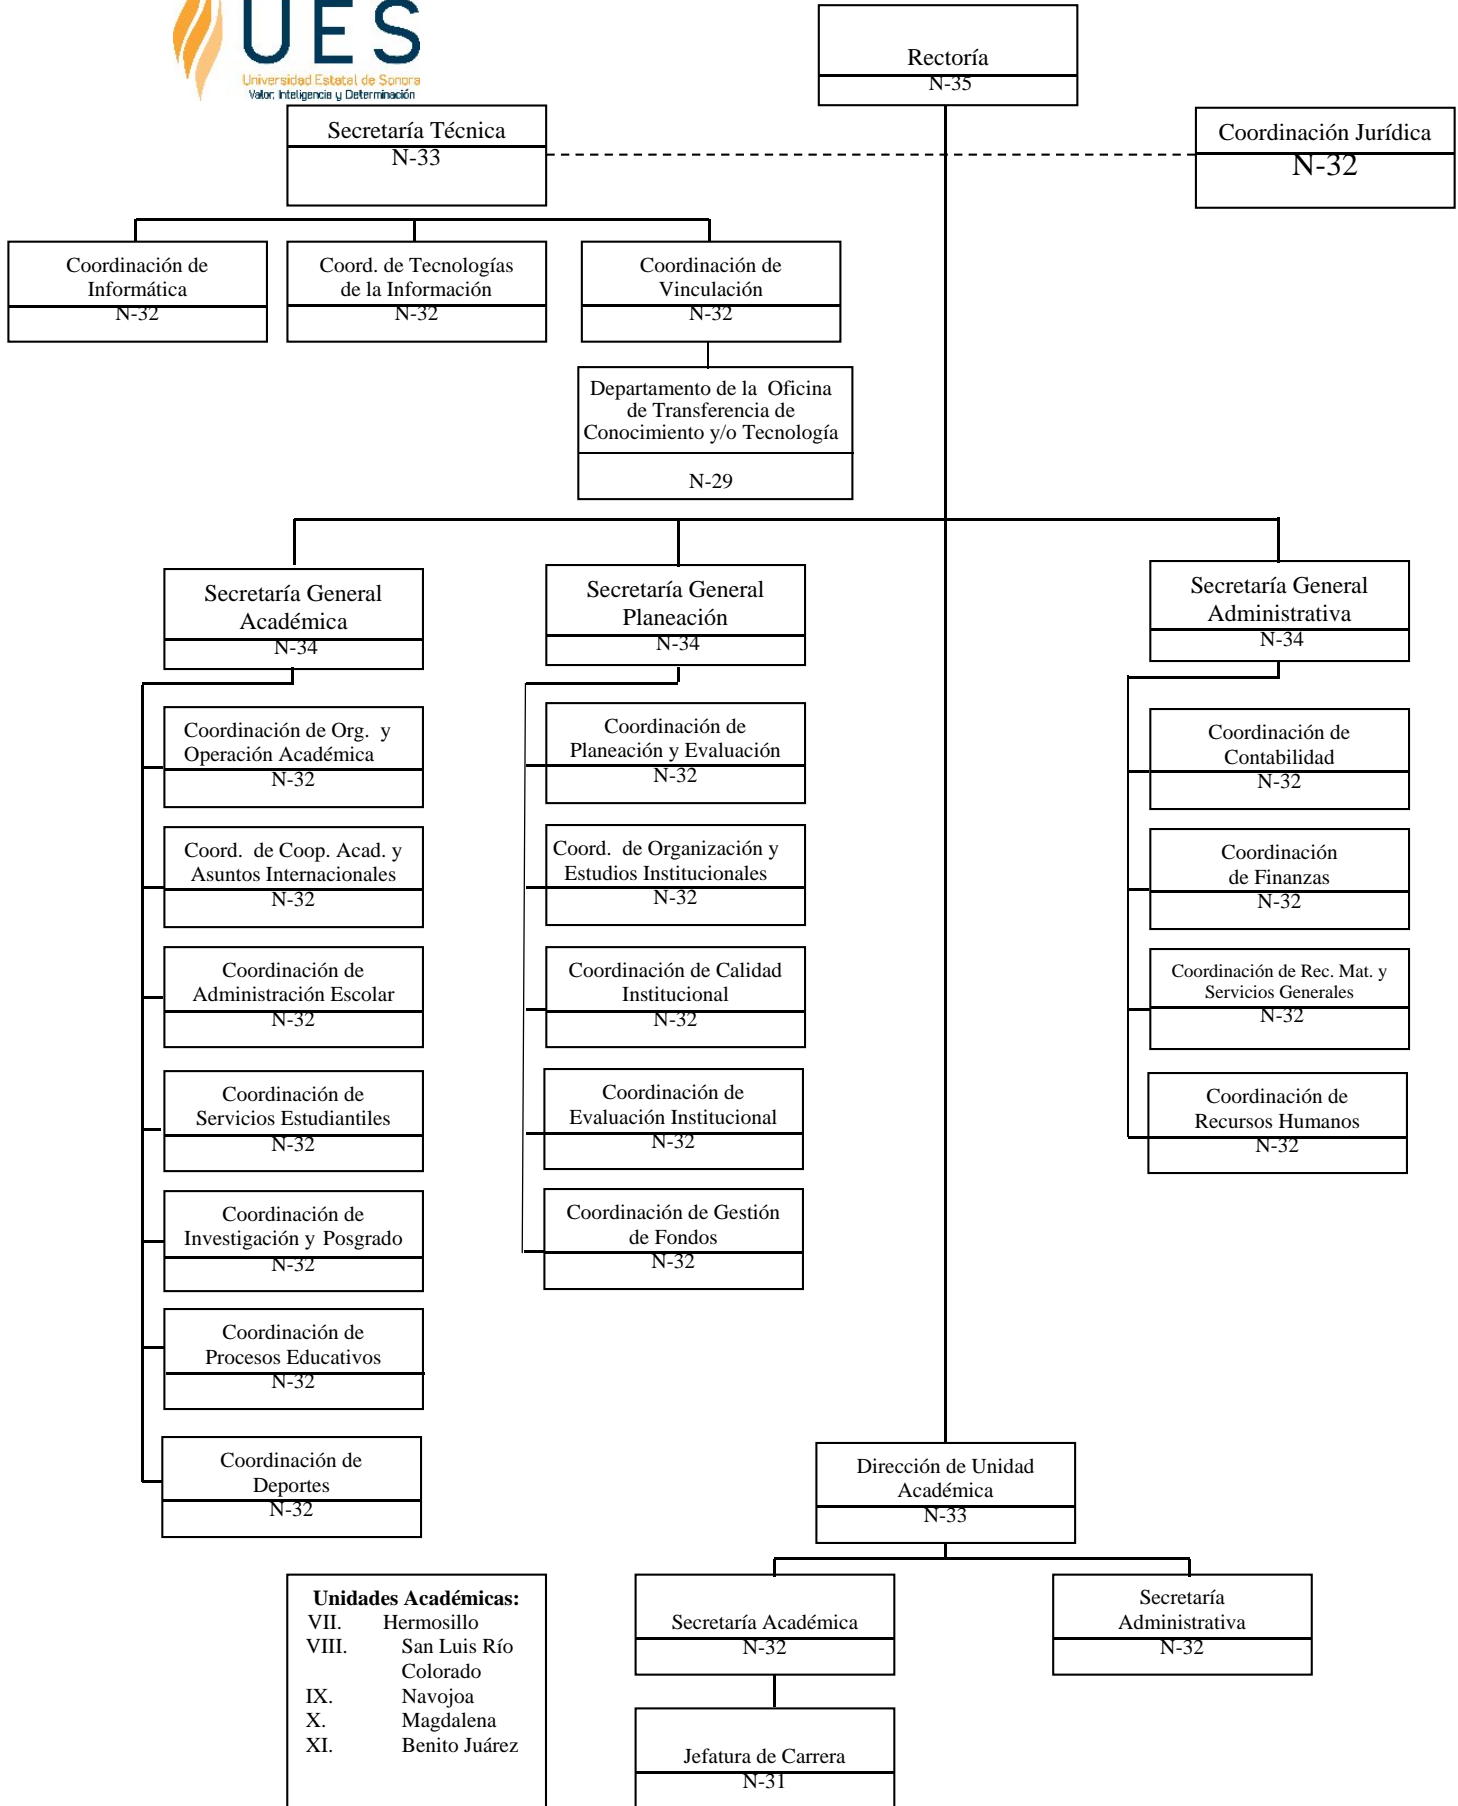 UES
Universidad Estatal de Sonora
Valor, Inteligencia y Determinación
Rectoría
N-35
Secretaría Técnica
N-33
Coordinación Jurídica
N-32
Coordinación de
Informática
N-32
Coord. de Tecnologías
de la Información
N-32
Coordinación de
Vinculación
N-32
Departamento de la Oficina
de Transferencia de
Conocimiento y/o Tecnología
N-29
Secretaría General
Académica
N-34
Secretaría General
Planeación
N-34
Secretaría General
Administrativa
N-34
Coordinación de Org. y
Operación Académica
N-32
Coord. de Coop. Acad. y
Asuntos Internacionales
N-32
Coordinación de
Administración Escolar
N-32
Coordinación de
Servicios Estudiantiles
N-32
Coordinación de
Investigación y Posgrado
N-32
Coordinación de
Procesos Educativos
N-32
Coordinación de
Deportes
N-32
Coordinación de
Planeación y Evaluación
N-32
Coord. de Organización y
Estudios Institucionales
N-32
Coordinación de Calidad
Institucional
N-32
Coordinación de
Evaluación Institucional
N-32
Coordinación de Gestión
de Fondos
N-32
Coordinación de
Contabilidad
N-32
Coordinación
de Finanzas
N-32
Coordinación de Rec. Mat. y
Servicios Generales
N-32
Coordinación de
Recursos Humanos
N-32
Dirección de Unidad
Académica
N-33
Unidades Académicas:
VII. Hermosillo
VIII. San Luis Río
Colorado
IX. Navojoa
X. Magdalena
XI. Benito Juárez
Secretaría Académica
N-32
Secretaría
Administrativa
N-32
Jefatura de Carrera
N-31